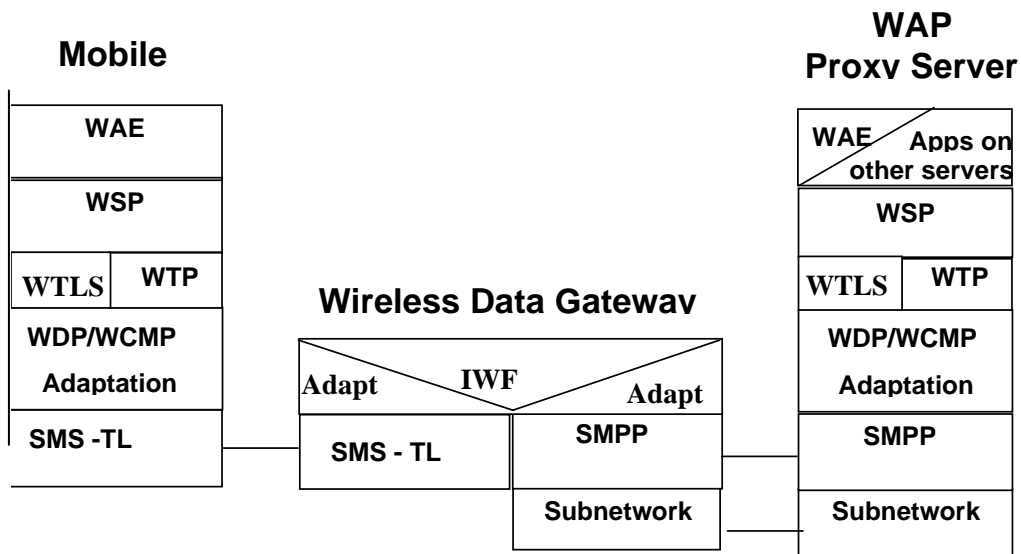 Mobile
WAE
WSP
WTLS
WTP
WDP/WCMP
Adaptation
SMS -TL
Wireless Data Gateway
Adapt
IWF
Adapt
SMS - TL
SMPP
Subnetwork
WAP
Proxy Server
WAE
Apps on
other servers
WSP
WTLS
WTP
WDP/WCMP
Adaptation
SMPP
Subnetwork